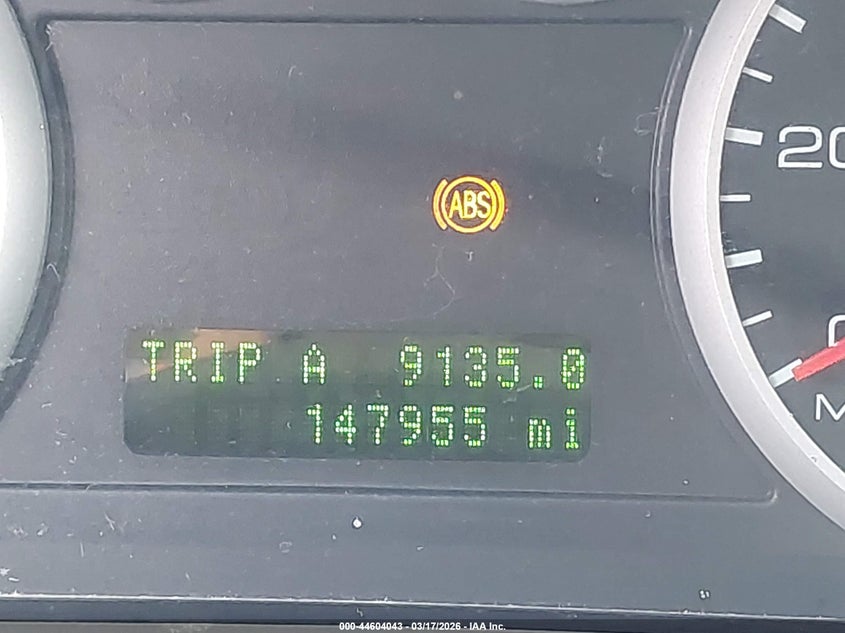 20
ABS
TRIP A 9135.0
147955 mi
000-44604043 - 03/17/2026 - IAA Inc.